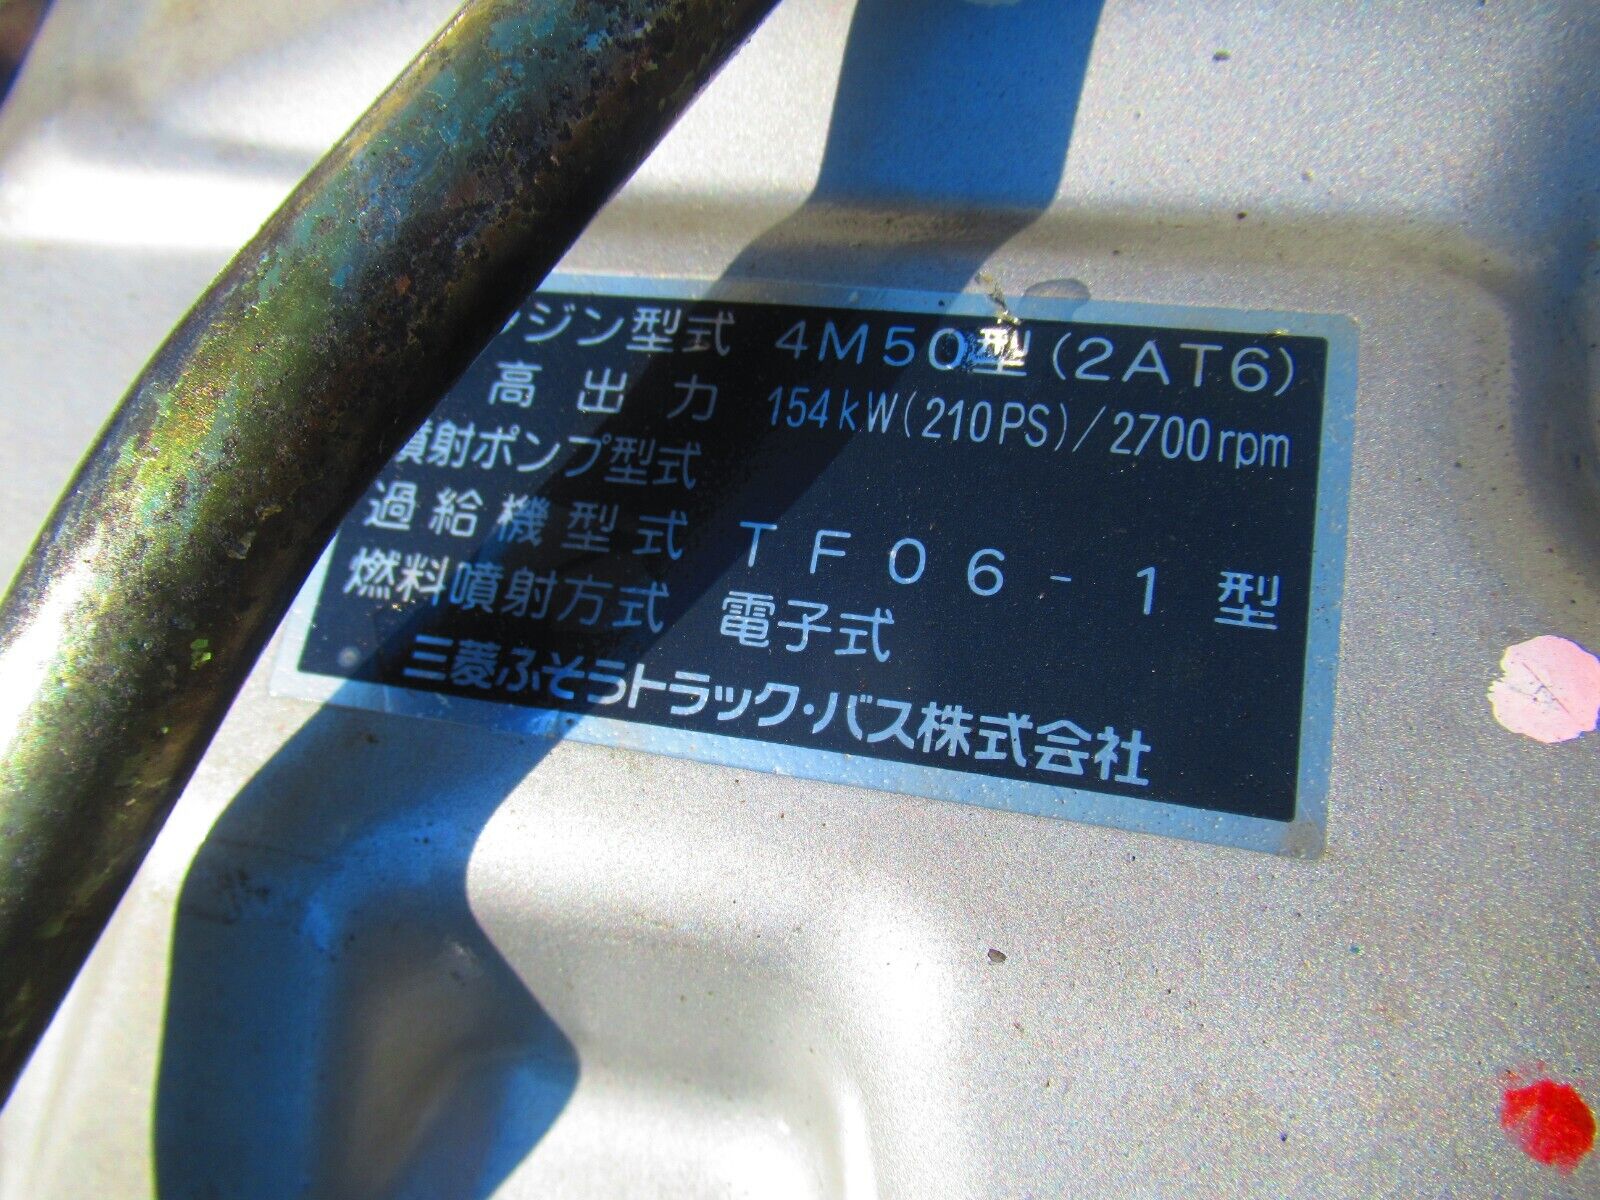 ンジン型式 4M50型(2AT6)
高出力 154kW(210PS)/2700rpm
噴射ポンプ型式
過給機型式 TF06-1型
燃料噴射方式 電子式
三菱ふそうトラック・バス株式会社